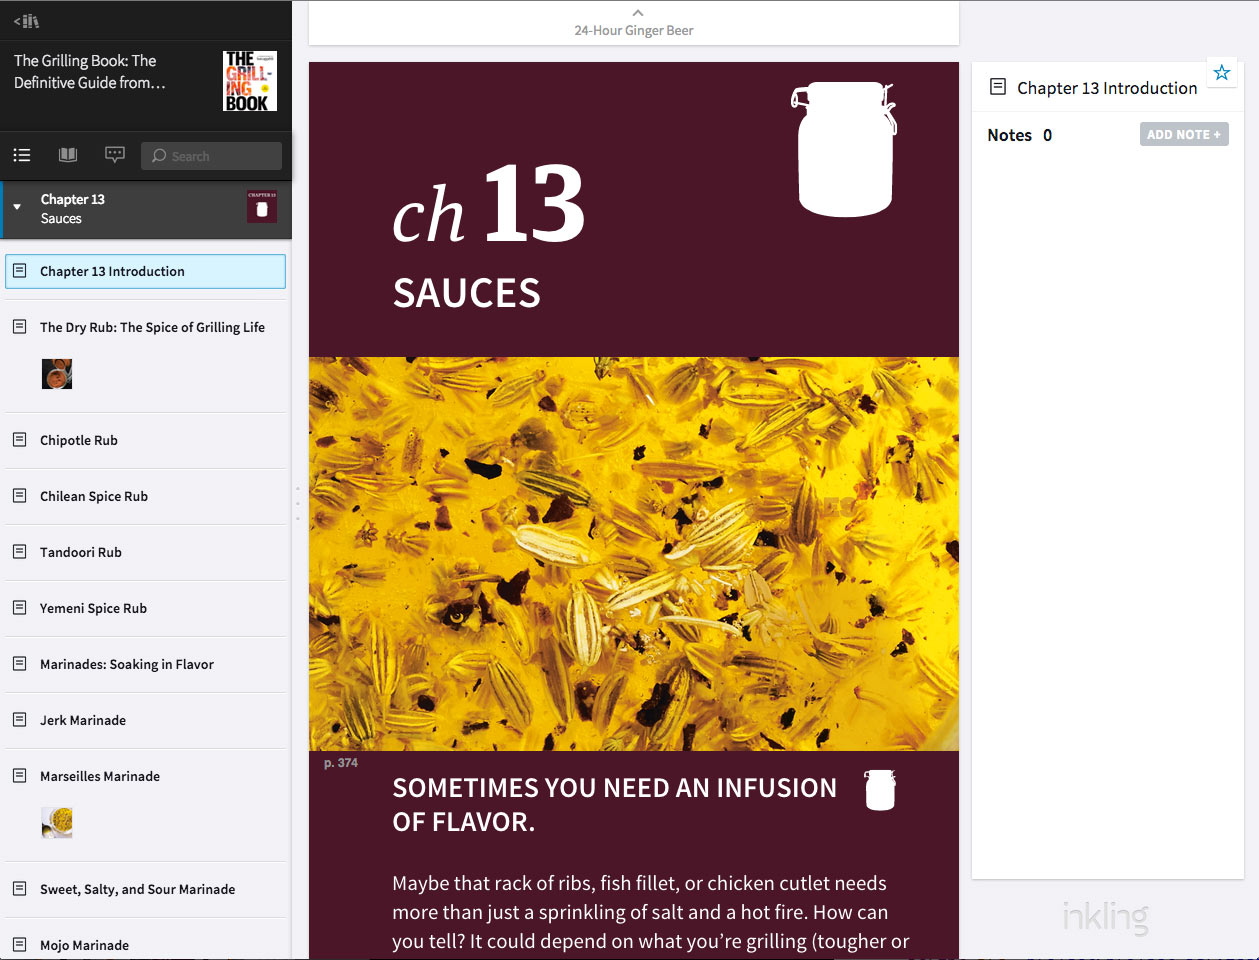 24-Hour Ginger Beer
The Grilling Book: The
Definitive Guide from…
THE
GRILL-
ING
BOOK
Search
Chapter 13
Sauces
CHAPTER 13
Chapter 13 Introduction
The Dry Rub: The Spice of Grilling Life
Chipotle Rub
Chilean Spice Rub
Tandoori Rub
Yemeni Spice Rub
Marinades: Soaking in Flavor
Jerk Marinade
Marseilles Marinade
Sweet, Salty, and Sour Marinade
Mojo Marinade
ch 13
SAUCES
p. 374
SOMETIMES YOU NEED AN INFUSION
OF FLAVOR.
Maybe that rack of ribs, fish fillet, or chicken cutlet needs
more than just a sprinkling of salt and a hot fire. How can
you tell? It could depend on what you’re grilling (tougher or
Chapter 13 Introduction
Notes 0
ADD NOTE +
inkling